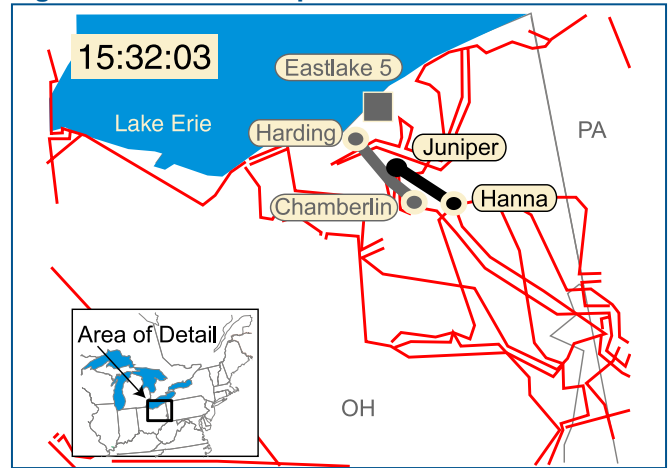 15:32:03
Eastlake 5
Lake Erie
Harding
Juniper
PA
Chamberlin
Hanna
Area of Detail
OH